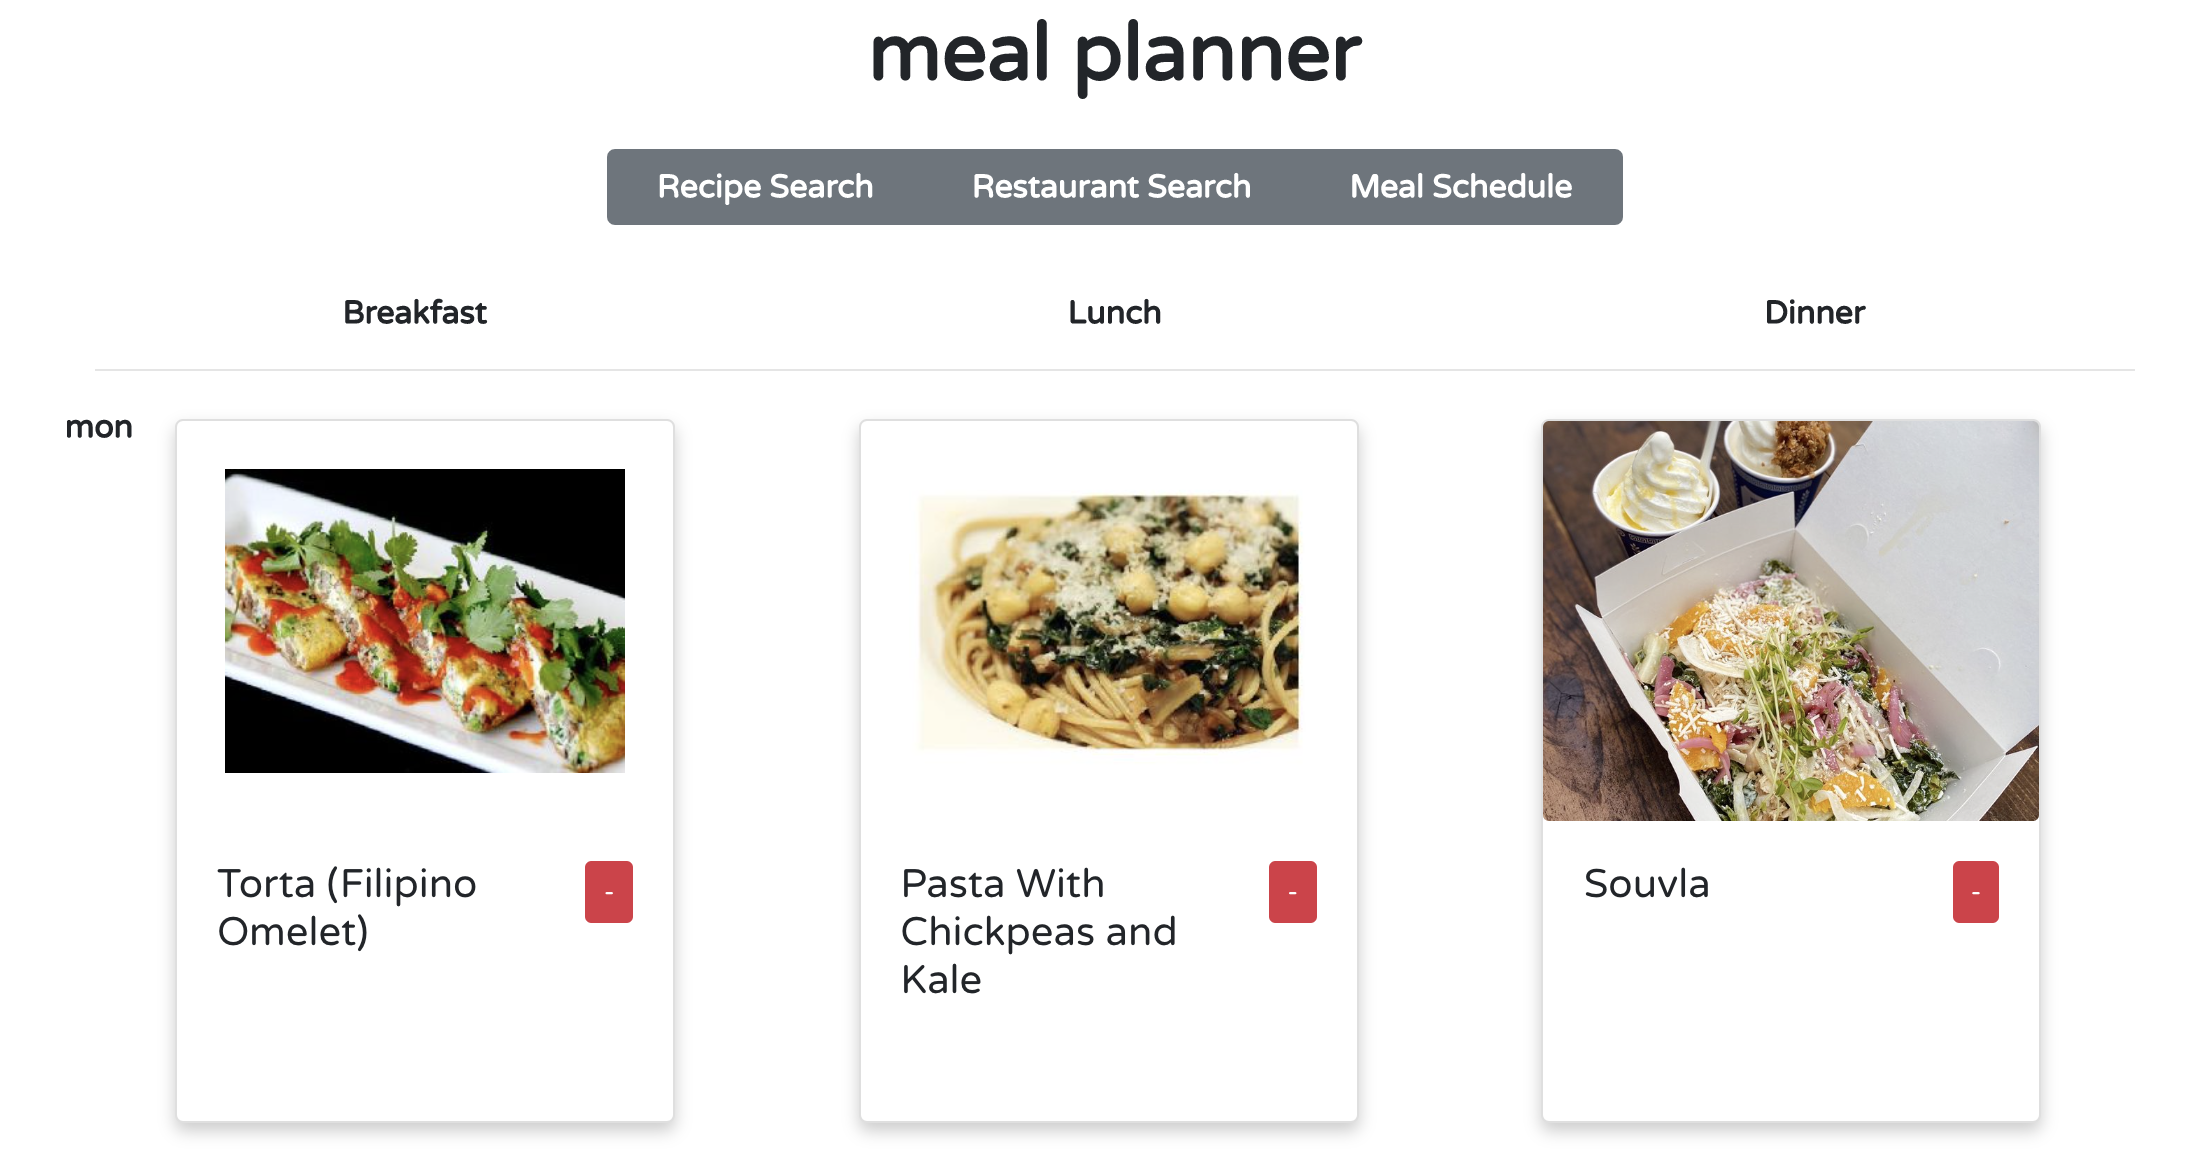 meal planner
Recipe Search Restaurant Search Meal Schedule
Breakfast Lunch Dinner
mon
Torta (Filipino
Omelet)
-
Pasta With
Chickpeas and
Kale
-
Souvla
-